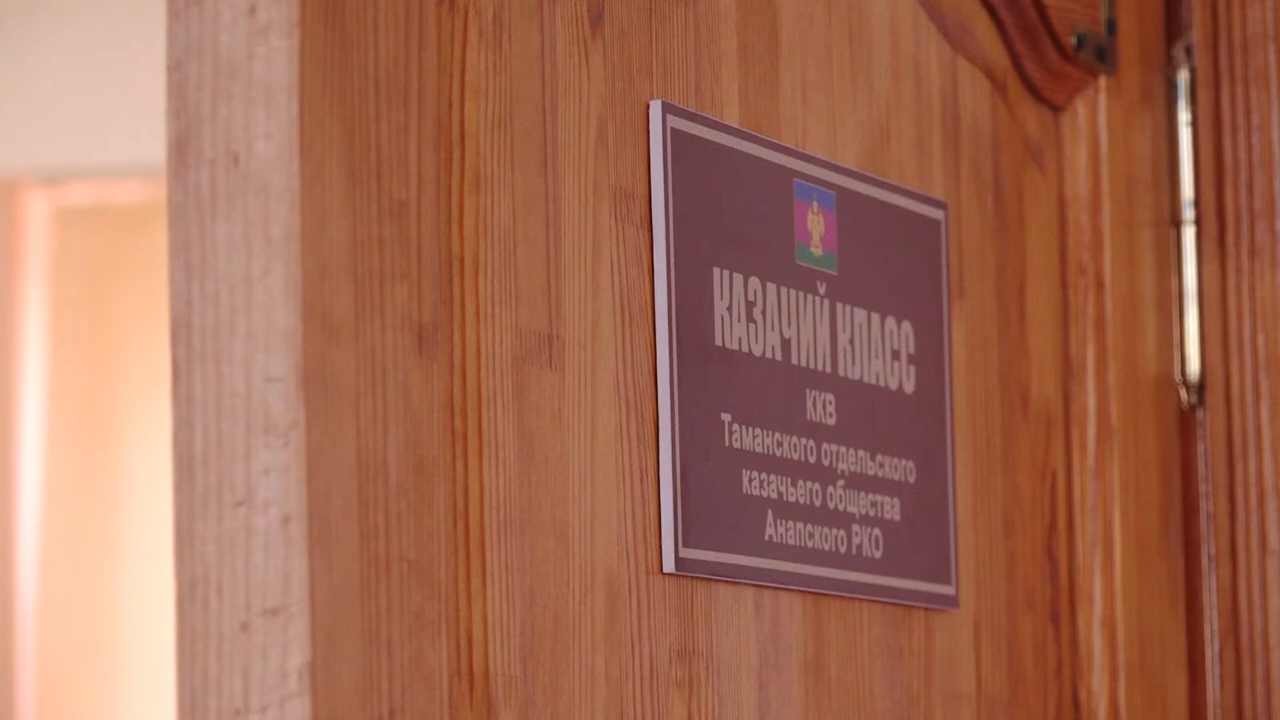 КАЗАЧИЙ КЛАСС
ККВ
Таманского отдельского
казачьего общества
Анапского РКО